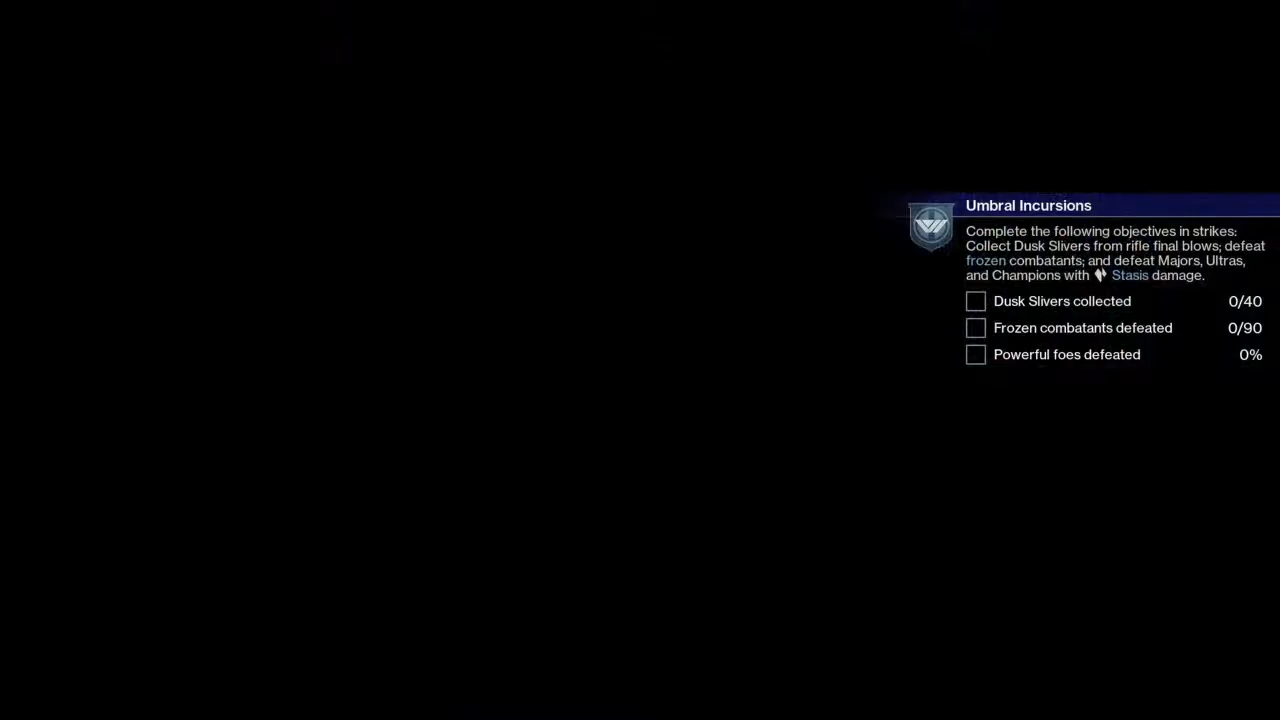 Umbral Incursions
Complete the following objectives in strikes:
Collect Dusk Slivers from rifle final blows; defeat
frozen combatants; and defeat Majors, Ultras,
and Champions with Stasis damage.
Dusk Slivers collected 0/40
Frozen combatants defeated 0/90
Powerful foes defeated 0%